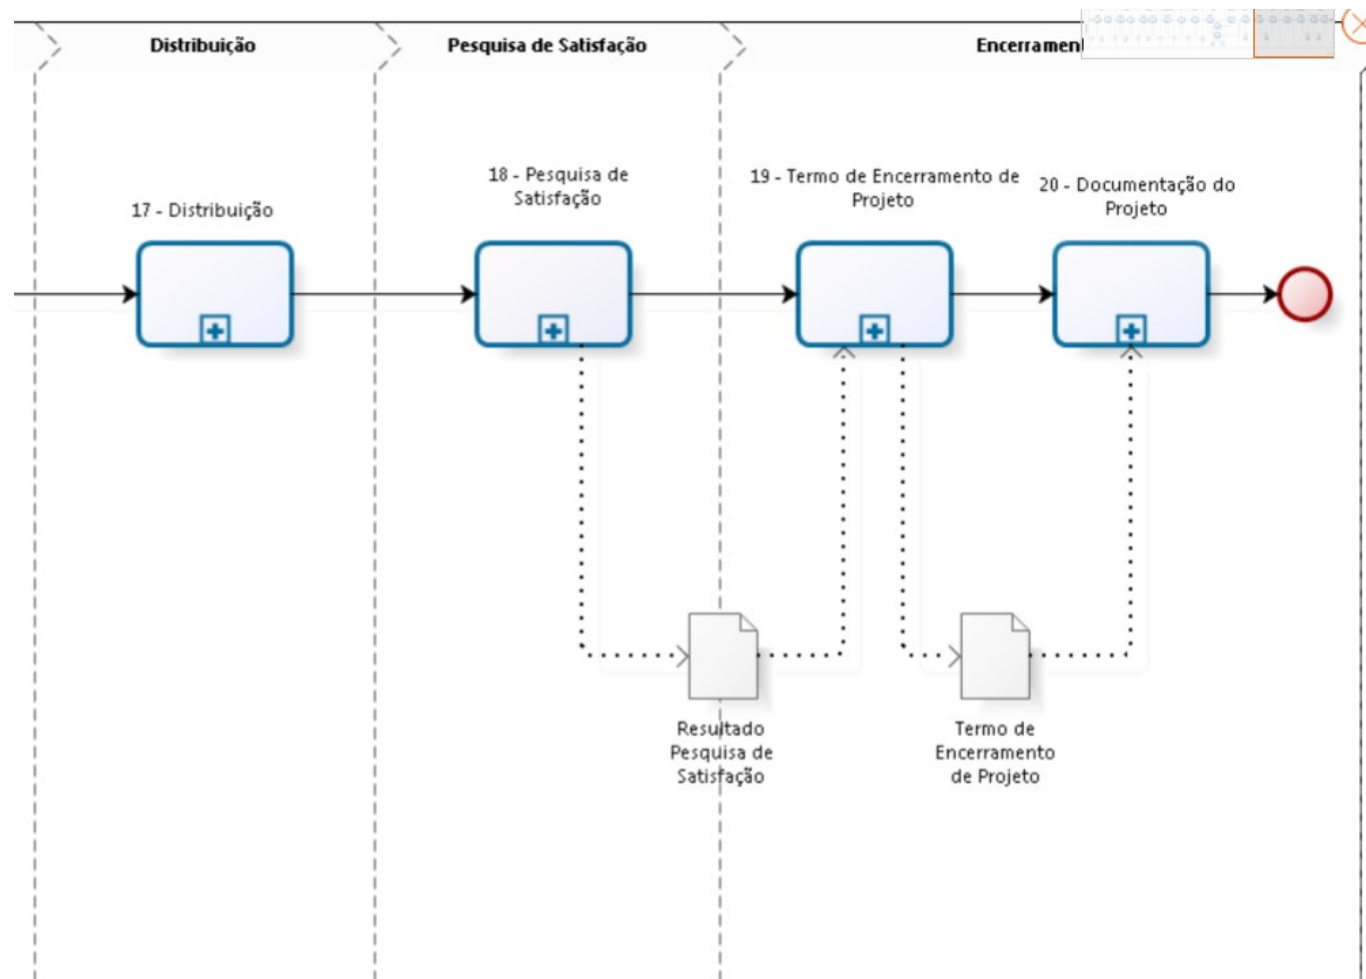 Distribuição
Pesquisa de Satisfação
17 - Distribuição
18 - Pesquisa de
Satisfação
19 - Termo de Encerramento de
Projeto
20 - Documentação do
Projeto
Resultado
Pesquisa de
Satisfação
Termo de
Encerramento
de Projeto